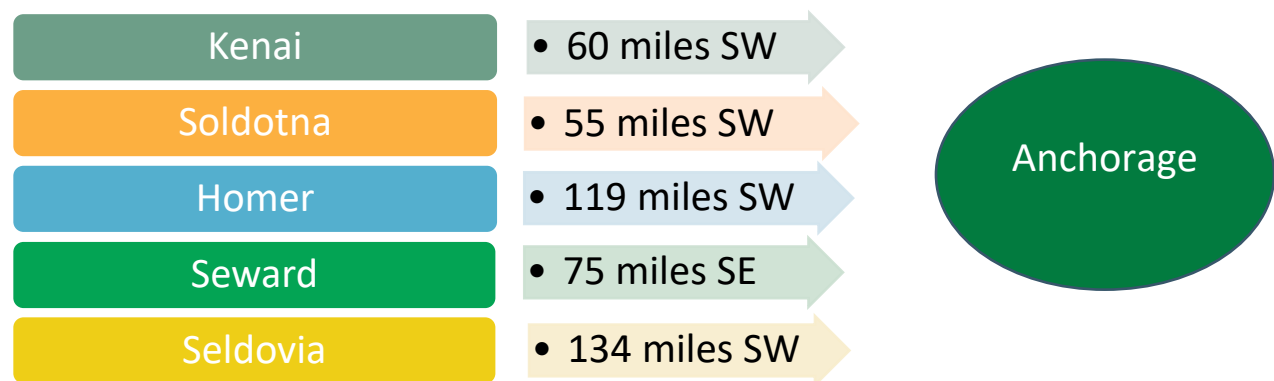 Kenai
• 60 miles SW
Soldotna
• 55 miles SW
Anchorage
Homer
• 119 miles SW
Seward
• 75 miles SE
Seldovia
• 134 miles SW